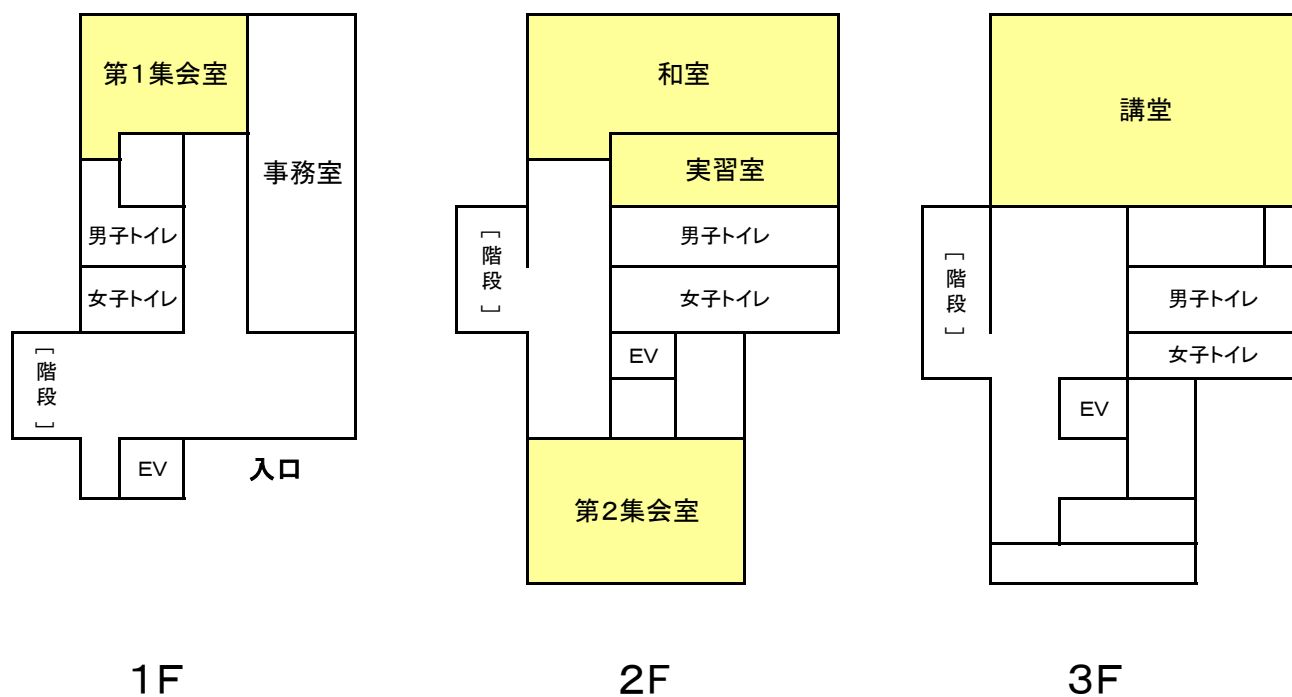 第1集会室
事務室
男子トイレ
女子トイレ
[階段]
EV
入口
1F
和室
実習室
[階段]
男子トイレ
女子トイレ
EV
第2集会室
2F
講堂
[階段]
男子トイレ
女子トイレ
EV
3F